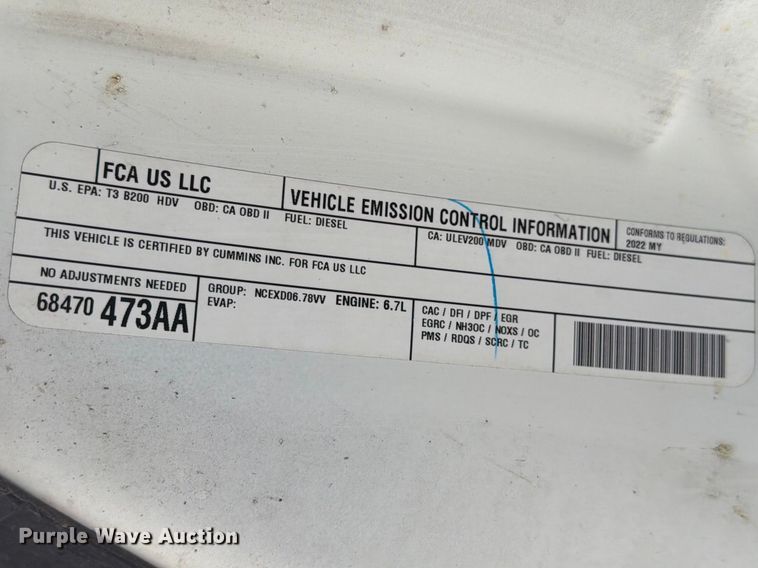 FCA US LLC
VEHICLE EMISSION CONTROL INFORMATION
CONFORMS TO REGULATIONS:
2022 MY
U.S. EPA: T3 B200 HDV OBD: CA OBD II FUEL: DIESEL
CA: ULEV200 MDV OBD: CA OBD II FUEL: DIESEL
THIS VEHICLE IS CERTIFIED BY CUMMINS INC. FOR FCA US LLC
NO ADJUSTMENTS NEEDED
68470 473AA
GROUP: NCEXD06.78VV ENGINE: 6.7L
EVAP:
CAC / DFI / DPF / EGR
EGRC / NH3OC / NOXS / OC
PMS / RDQS / SCRC / TC
Purple Wave Auction